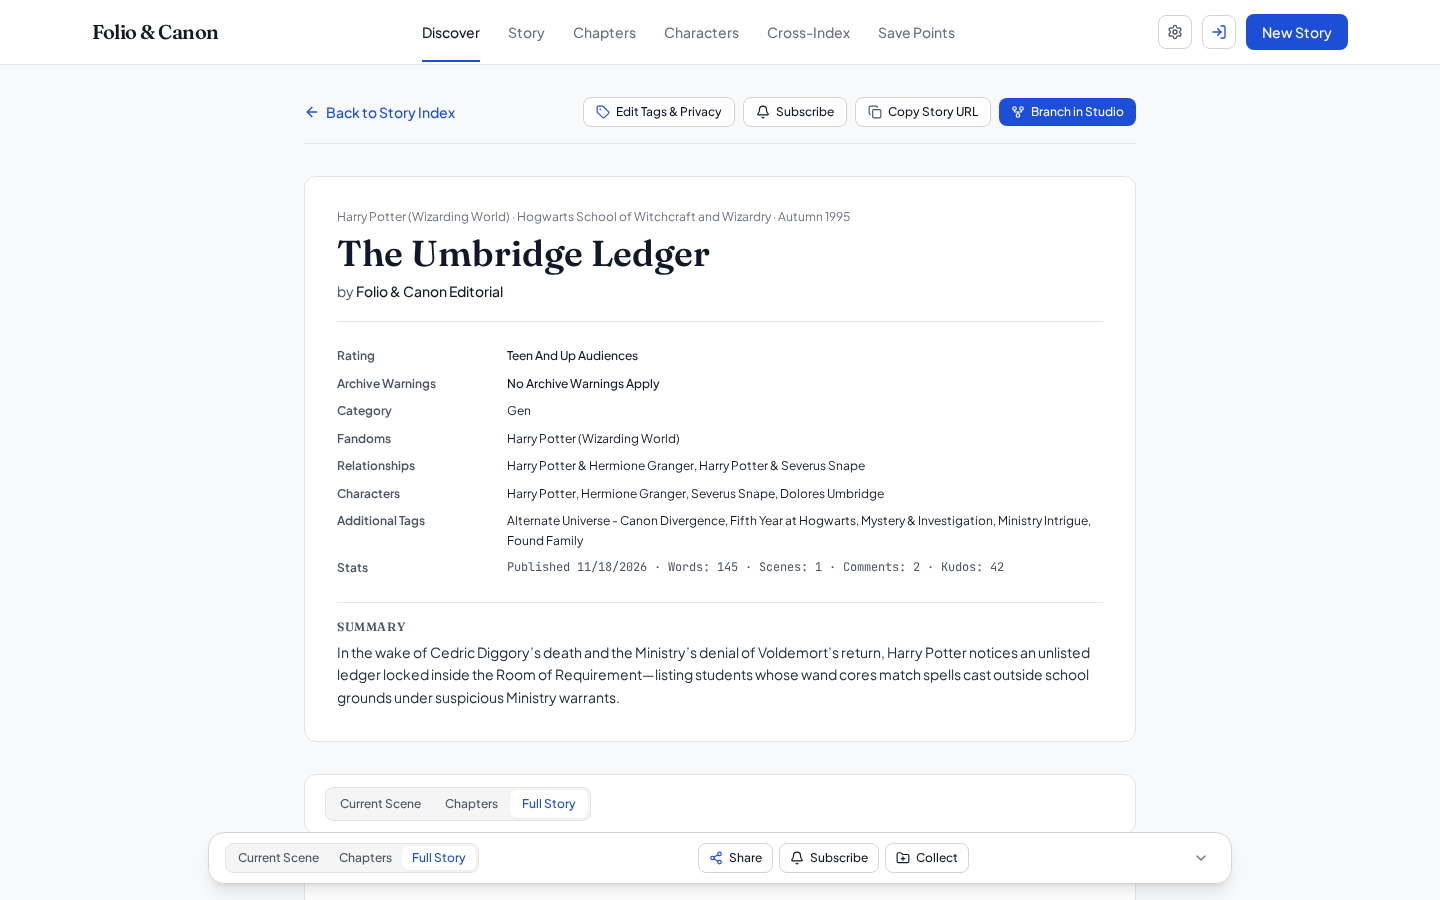 Folio & Canon
Discover
Story
Chapters
Characters
Cross-Index
Save Points
New Story
Back to Story Index
Edit Tags & Privacy
Subscribe
Copy Story URL
Branch in Studio
Harry Potter (Wizarding World) · Hogwarts School of Witchcraft and Wizardry · Autumn 1995
The Umbridge Ledger
by Folio & Canon Editorial
Rating Teen And Up Audiences
Archive Warnings No Archive Warnings Apply
Category Gen
Fandoms Harry Potter (Wizarding World)
Relationships Harry Potter & Hermione Granger, Harry Potter & Severus Snape
Characters Harry Potter, Hermione Granger, Severus Snape, Dolores Umbridge
Additional Tags Alternate Universe - Canon Divergence, Fifth Year at Hogwarts, Mystery & Investigation, Ministry Intrigue,
Found Family
Stats Published 11/18/2026 · Words: 145 · Scenes: 1 · Comments: 2 · Kudos: 42
SUMMARY
In the wake of Cedric Diggory’s death and the Ministry’s denial of Voldemort’s return, Harry Potter notices an unlisted
ledger locked inside the Room of Requirement—listing students whose wand cores match spells cast outside school
grounds under suspicious Ministry warrants.
Current Scene
Chapters
Full Story
Current Scene
Chapters
Full Story
Share
Subscribe
Collect